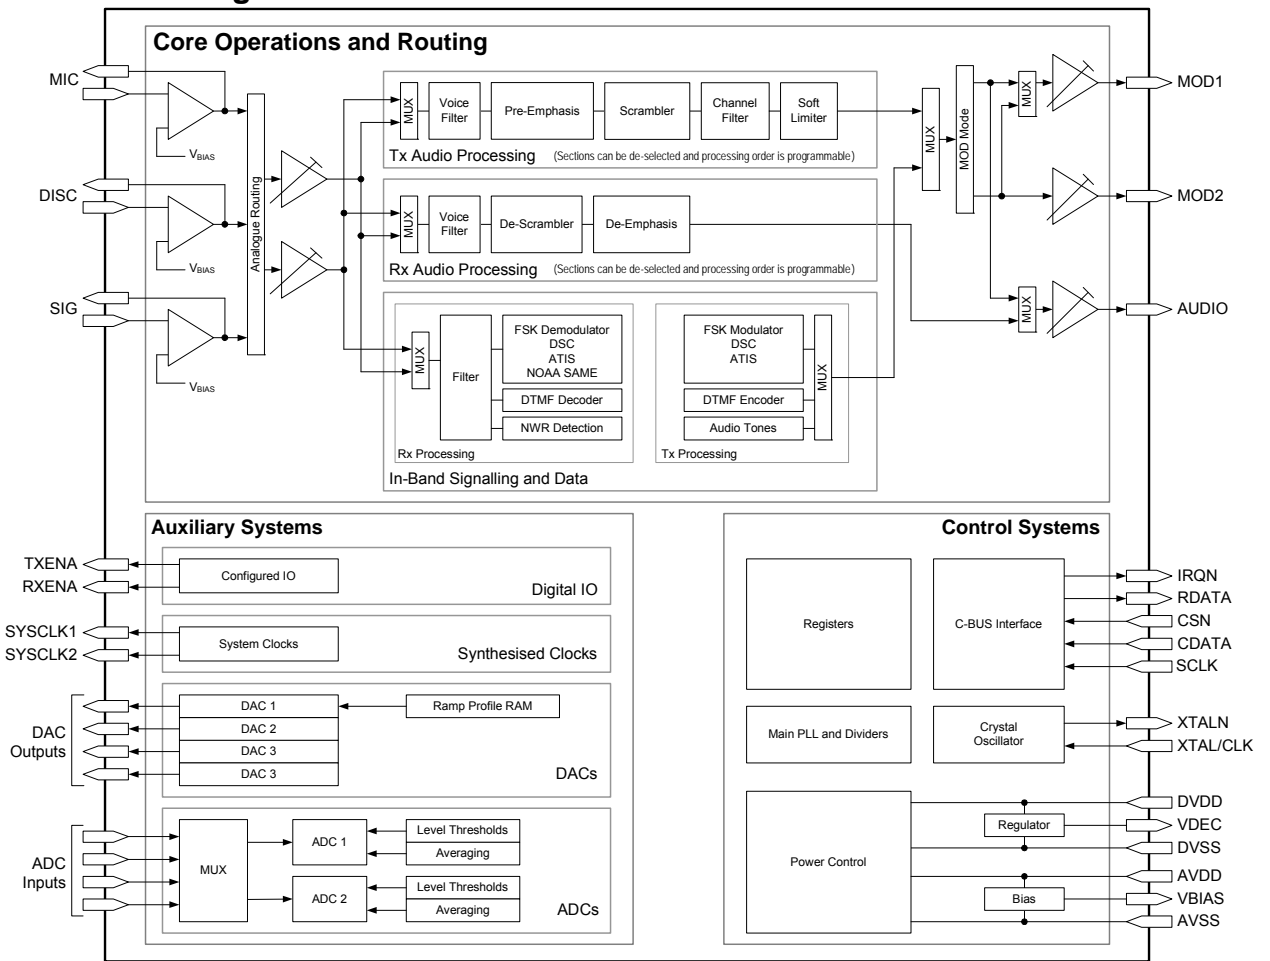 Core Operations and Routing
MIC
VBIAS
DISC
VBIAS
SIG
VBIAS
Analogue Routing
MUX
Voice Filter
Pre-Emphasis
Scrambler
Channel Filter
Soft Limiter
Tx Audio Processing
(Sections can be de-selected and processing order is programmable)
MUX
Voice Filter
De-Scrambler
De-Emphasis
Rx Audio Processing
(Sections can be de-selected and processing order is programmable)
MUX
Filter
FSK Demodulator
DSC
ATIS
NOAA SAME
DTMF Decoder
NWR Detection
Rx Processing
FSK Modulator
DSC
ATIS
DTMF Encoder
Audio Tones
MUX
Tx Processing
In-Band Signalling and Data
MUX
MOD Mode
MUX
MUX
MOD1
MOD2
AUDIO
Auxiliary Systems
TXENA
RXENA
Configured IO
Digital IO
SYSCLK1
SYSCLK2
System Clocks
Synthesised Clocks
DAC
Outputs
DAC 1
DAC 2
DAC 3
DAC 3
Ramp Profile RAM
DACs
ADC
Inputs
MUX
ADC 1
Level Thresholds
Averaging
ADC 2
Level Thresholds
Averaging
ADCs
Control Systems
Registers
C-BUS Interface
IRQN
RDATA
CSN
CDATA
SCLK
Main PLL and Dividers
Crystal
Oscillator
XTALN
XTAL/CLK
Power Control
Regulator
Bias
DVDD
VDEC
DVSS
AVDD
VBIAS
AVSS